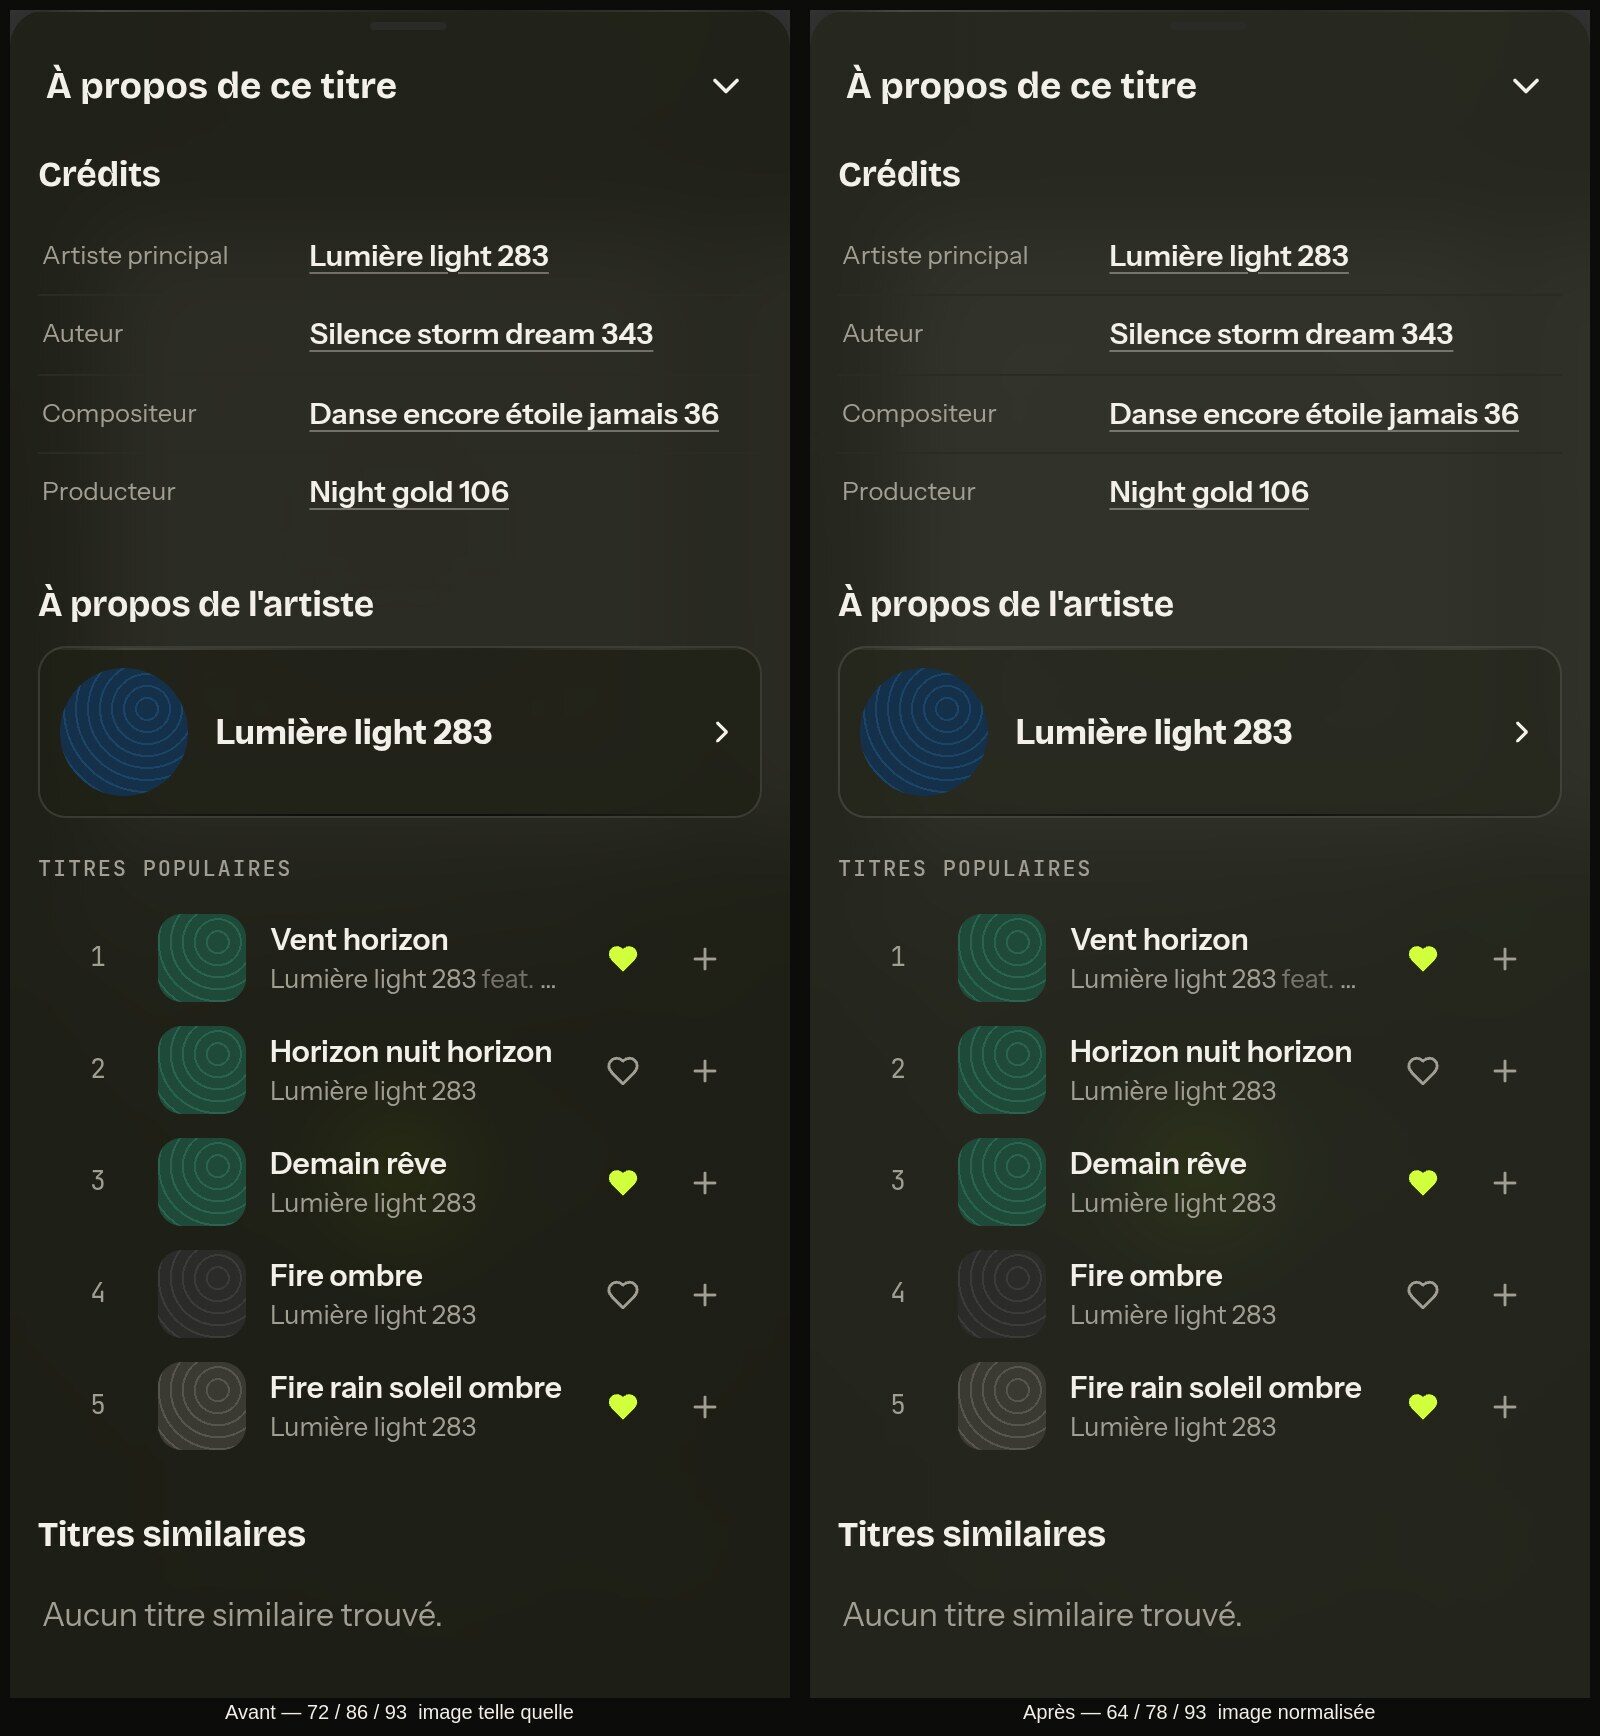 À propos de ce titre
Crédits
Artiste principal Lumière light 283
Auteur Silence storm dream 343
Compositeur Danse encore étoile jamais 36
Producteur Night gold 106
À propos de l'artiste
Lumière light 283
TITRES POPULAIRES
1 Vent horizon
Lumière light 283 feat. ...
2 Horizon nuit horizon
Lumière light 283
3 Demain rêve
Lumière light 283
4 Fire ombre
Lumière light 283
5 Fire rain soleil ombre
Lumière light 283
Titres similaires
Aucun titre similaire trouvé.
Avant — 72 / 86 / 93 image telle quelle
À propos de ce titre
Crédits
Artiste principal Lumière light 283
Auteur Silence storm dream 343
Compositeur Danse encore étoile jamais 36
Producteur Night gold 106
À propos de l'artiste
Lumière light 283
TITRES POPULAIRES
1 Vent horizon
Lumière light 283 feat. ...
2 Horizon nuit horizon
Lumière light 283
3 Demain rêve
Lumière light 283
4 Fire ombre
Lumière light 283
5 Fire rain soleil ombre
Lumière light 283
Titres similaires
Aucun titre similaire trouvé.
Après — 64 / 78 / 93 image normalisée